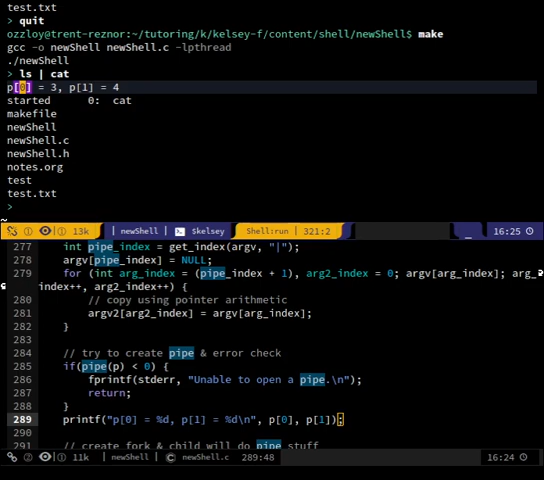 test.txt
> quit
ozzloy@trent-reznor:~/tutoring/k/kelsey-f/content/shell/newShell$ make
gcc -o newShell newShell.c -lpthread
./newShell
> ls | cat
p[0] = 3, p[1] = 4
started    0:  cat
makefile
newShell
newShell.c
newShell.h
notes.org
test
test.txt
>
~
① ① 13k | newShell $kelsey Shell:run | 321:2 _ 16:25
277 int pipe_index = get_index(argv, "|");
278 argv[pipe_index] = NULL;
279 for (int arg_index = (pipe_index + 1), arg2_index = 0; argv[arg_index]; arg_
index++, arg2_index++) {
280 // copy using pointer arithmetic
281 argv2[arg2_index] = argv[arg_index];
282 }
283
284 // try to create pipe & error check
285 if(pipe(p) < 0) {
286 fprintf(stderr, "Unable to open a pipe.\n");
287 return;
288 }
289 printf("p[0] = %d, p[1] = %d\n", p[0], p[1]);
290
291 // create fork & child will do pipe stuff
② ① 11k | newShell | C newShell.c | 289:48 16:24